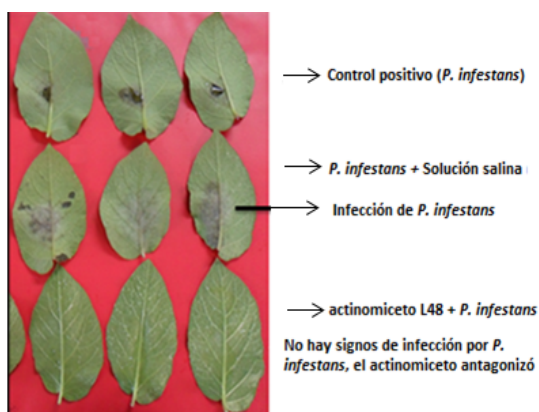 Control positivo (P. infestans)
P. infestans + Solución salina
Infección de P. infestans
actinomiceto L48 + P. infestans
No hay signos de infección por P.
infestans, el actinomiceto antagonizó